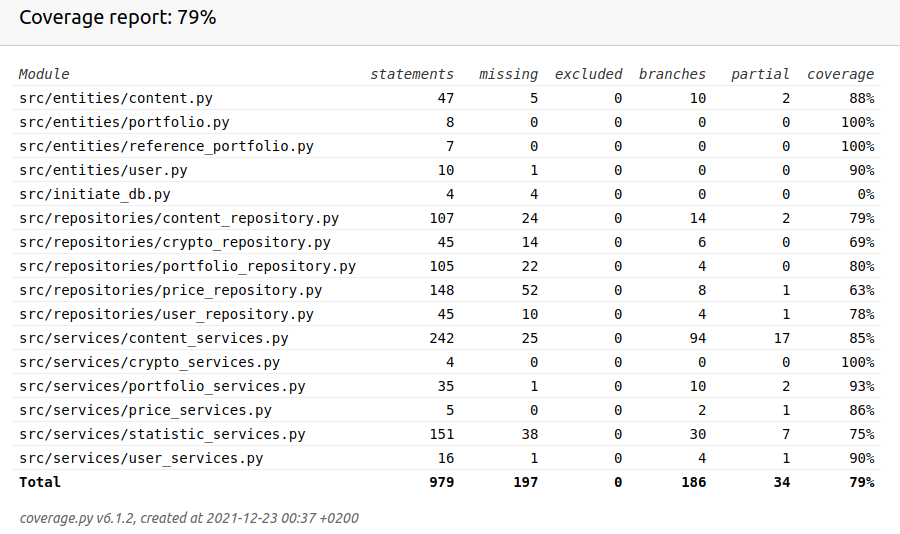 Coverage report: 79%
Module statements missing excluded branches partial coverage
src/entities/content.py 47 5 0 10 2 88%
src/entities/portfolio.py 8 0 0 0 0 100%
src/entities/reference_portfolio.py 7 0 0 0 0 100%
src/entities/user.py 10 1 0 0 0 90%
src/initiate_db.py 4 4 0 0 0 0%
src/repositories/content_repository.py 107 24 0 14 2 79%
src/repositories/crypto_repository.py 45 14 0 6 0 69%
src/repositories/portfolio_repository.py 105 22 0 4 0 80%
src/repositories/price_repository.py 148 52 0 8 1 63%
src/repositories/user_repository.py 45 10 0 4 1 78%
src/services/content_services.py 242 25 0 94 17 85%
src/services/crypto_services.py 4 0 0 0 0 100%
src/services/portfolio_services.py 35 1 0 10 2 93%
src/services/price_services.py 5 0 0 2 1 86%
src/services/statistic_services.py 151 38 0 30 7 75%
src/services/user_services.py 16 1 0 4 1 90%
Total 979 197 0 186 34 79%
coverage.py v6.1.2, created at 2021-12-23 00:37 +0200